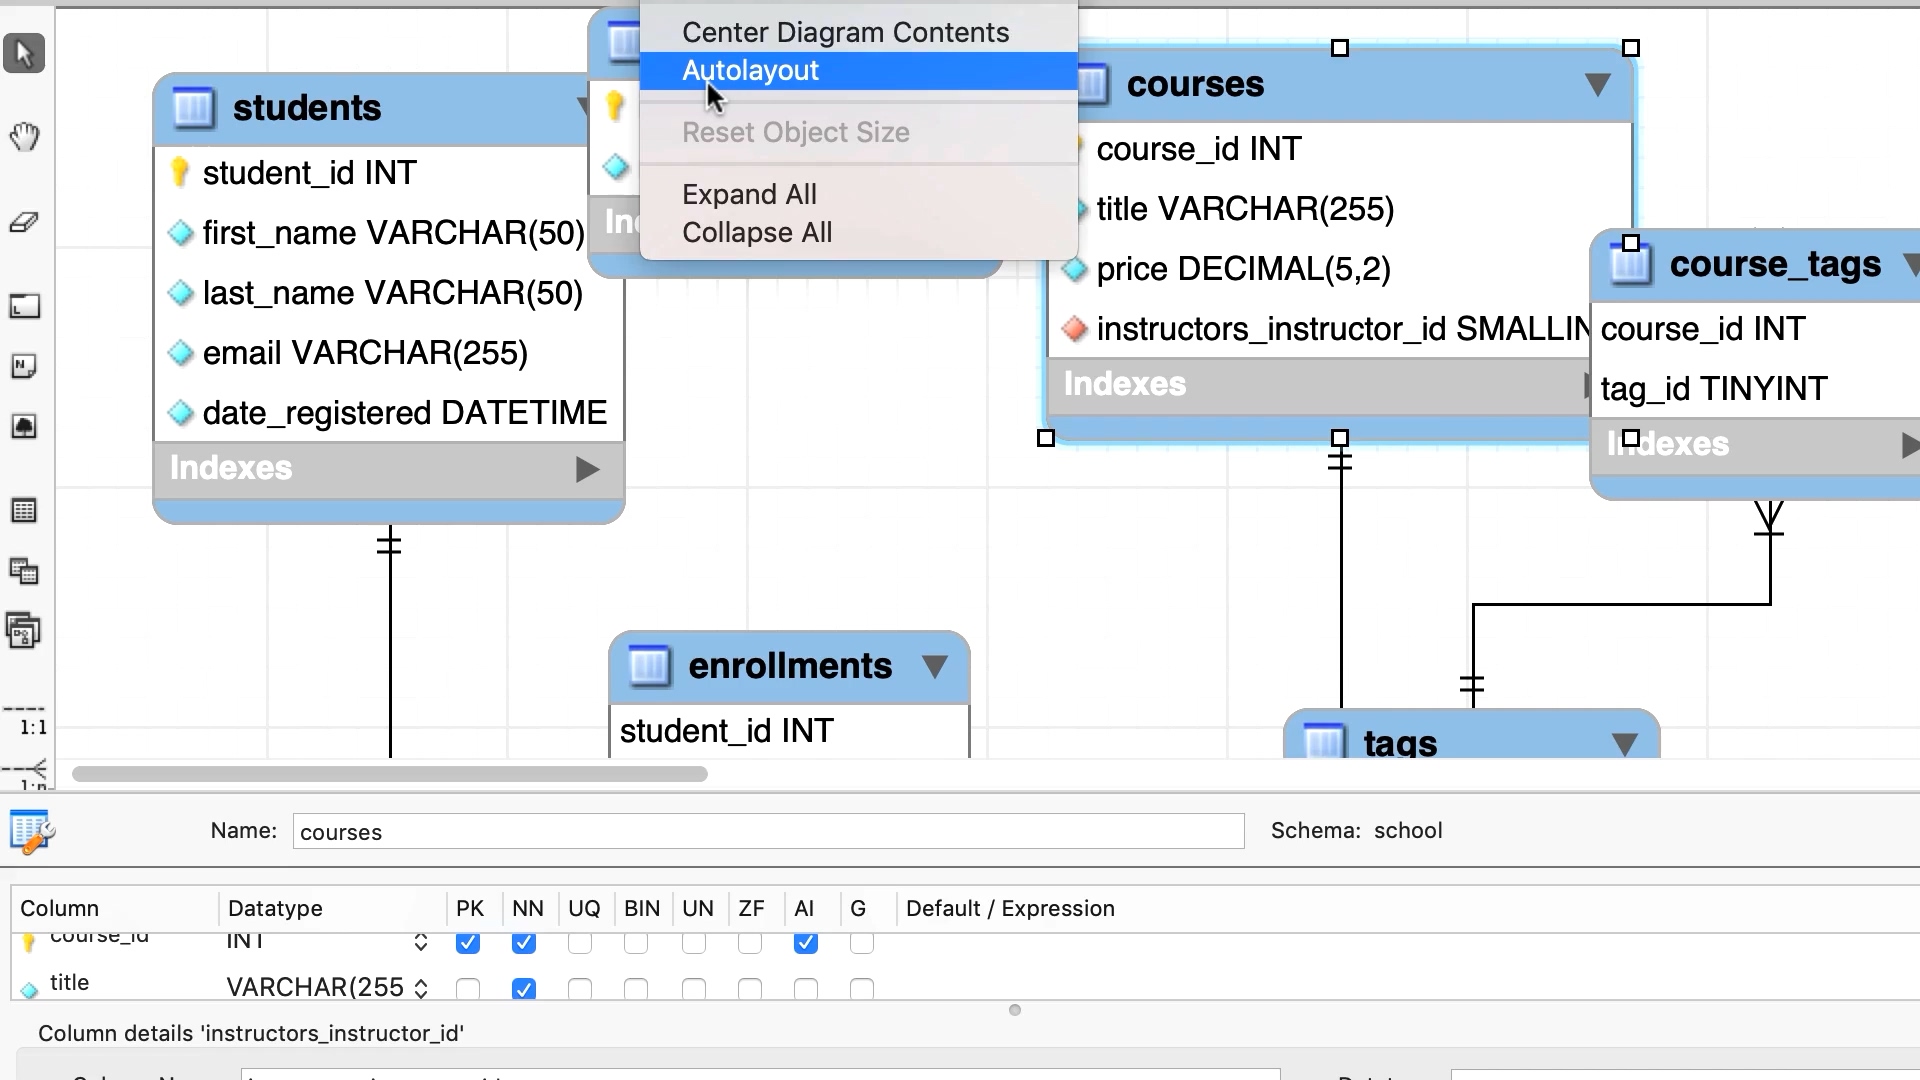 Center Diagram Contents
Autolayout
Reset Object Size
Expand All
Collapse All
students
student_id INT
first_name VARCHAR(50)
last_name VARCHAR(50)
email VARCHAR(255)
date_registered DATETIME
Indexes
courses
course_id INT
title VARCHAR(255)
price DECIMAL(5,2)
instructors_instructor_id SMALLIN
Indexes
course_tags
course_id INT
tag_id TINYINT
Indexes
enrollments
student_id INT
tags
1:1
Name: courses
Schema: school
Column Datatype PK NN UQ BIN UN ZF AI G Default / Expression
course_id INT
title VARCHAR(255
Column details 'instructors_instructor_id'